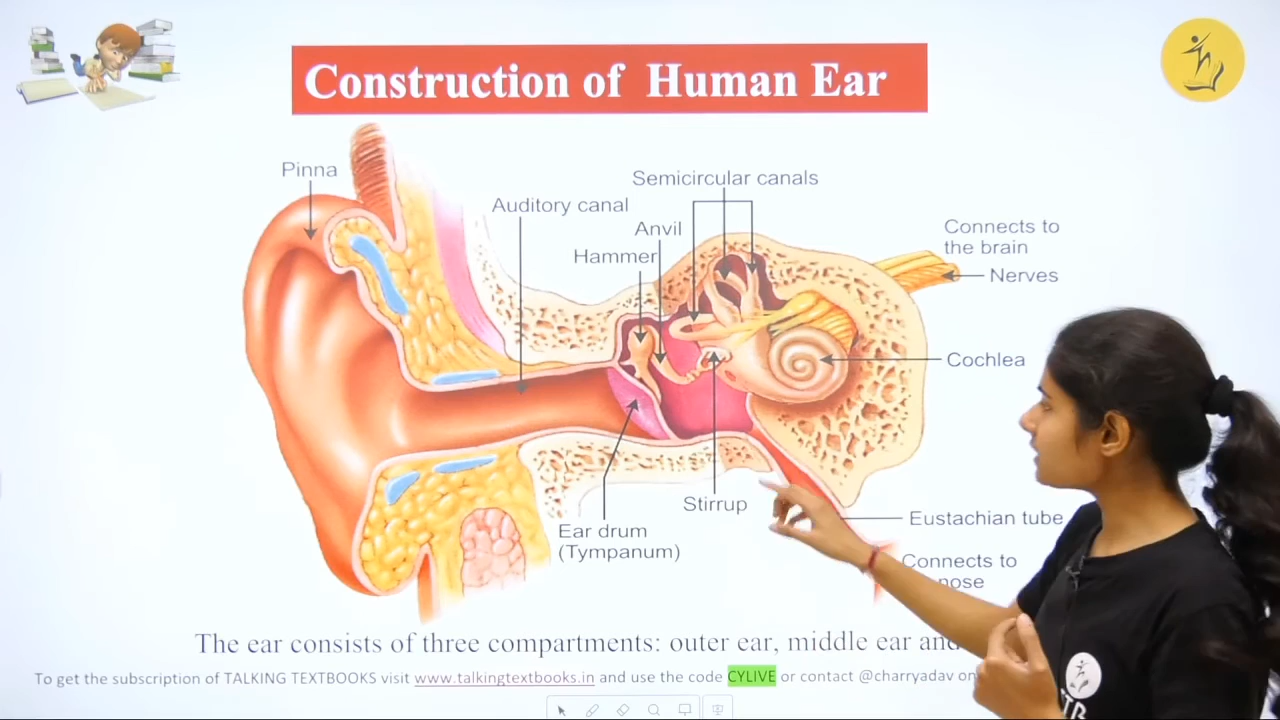 Construction of Human Ear
Pinna
Semicircular canals
Auditory canal
Anvil
Hammer
Connects to
the brain
Nerves
Cochlea
Stirrup
Ear drum
(Tympanum)
Eustachian tube
Connects to
nose
The ear consists of three compartments: outer ear, middle ear and
To get the subscription of TALKING TEXTBOOKS visit www.talkingtextbooks.in and use the code CYLIVE or contact @charryadav on